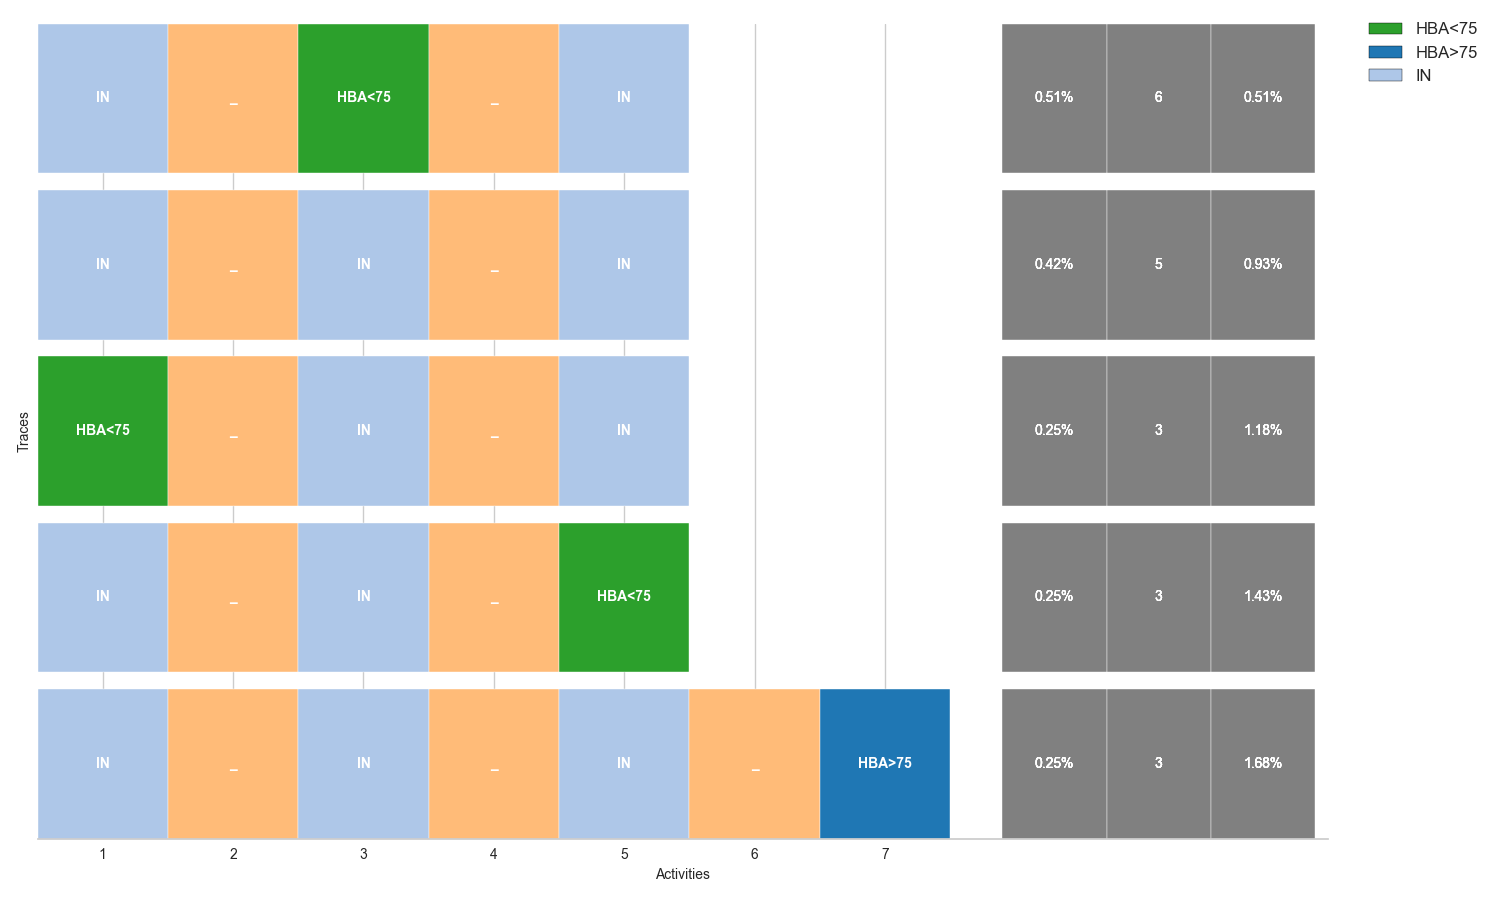 IN _ HBA<75 _ IN 0.51% 6 0.51%
HBA<75
HBA>75
IN
IN _ IN _ IN 0.42% 5 0.93%
Traces
HBA<75 _ IN _ IN 0.25% 3 1.18%
IN _ IN _ HBA<75 0.25% 3 1.43%
IN _ IN _ IN _ HBA>75 0.25% 3 1.68%
1 2 3 4 5 6 7
Activities